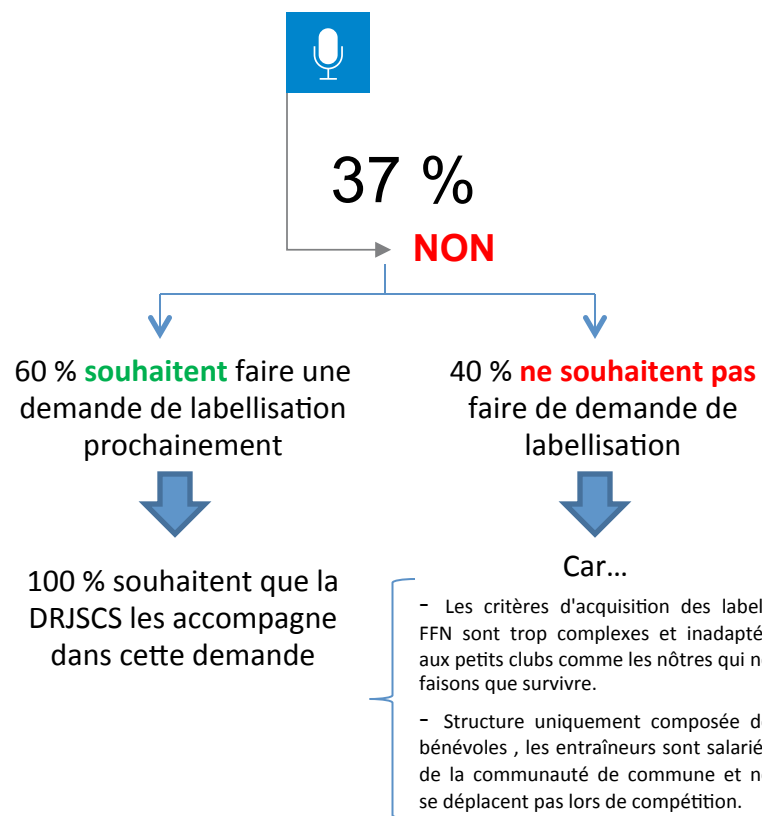 37 %
NON
60 % souhaitent faire une
demande de labellisation
prochainement
40 % ne souhaitent pas
faire de demande de
labellisation
100 % souhaitent que la
DRJSCS les accompagne
dans cette demande
Car...
- Les critères d'acquisition des label
FFN sont trop complexes et inadapté
aux petits clubs comme les nôtres qui
faisons que survivre.
- Structure uniquement composée
bénévoles , les entraîneurs sont salarié
de la communauté de commune et
se déplacent pas lors de compétition.